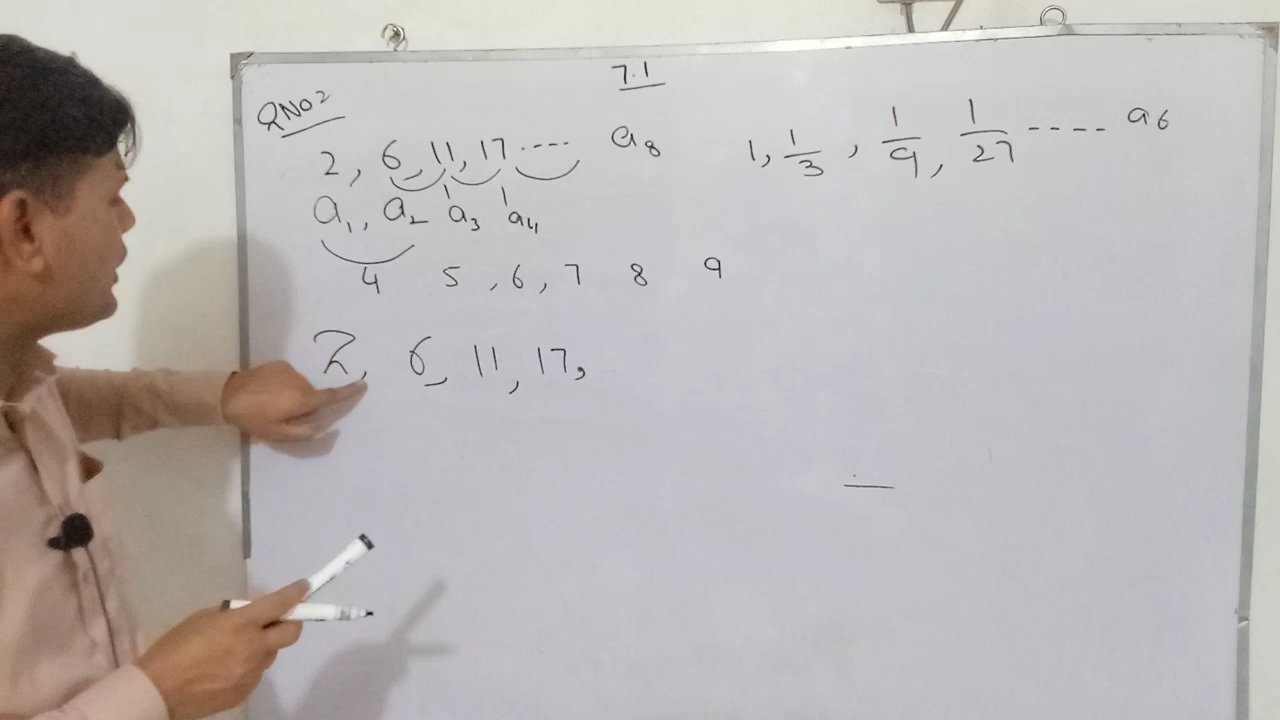 7.1
QNO2
2, 6, 11, 17 ---- a8
1, 1/3, 1/9, 1/27 ---- a6
a1, a2 a3 a4
4 5, 6, 7 8 9
2, 6, 11, 17,